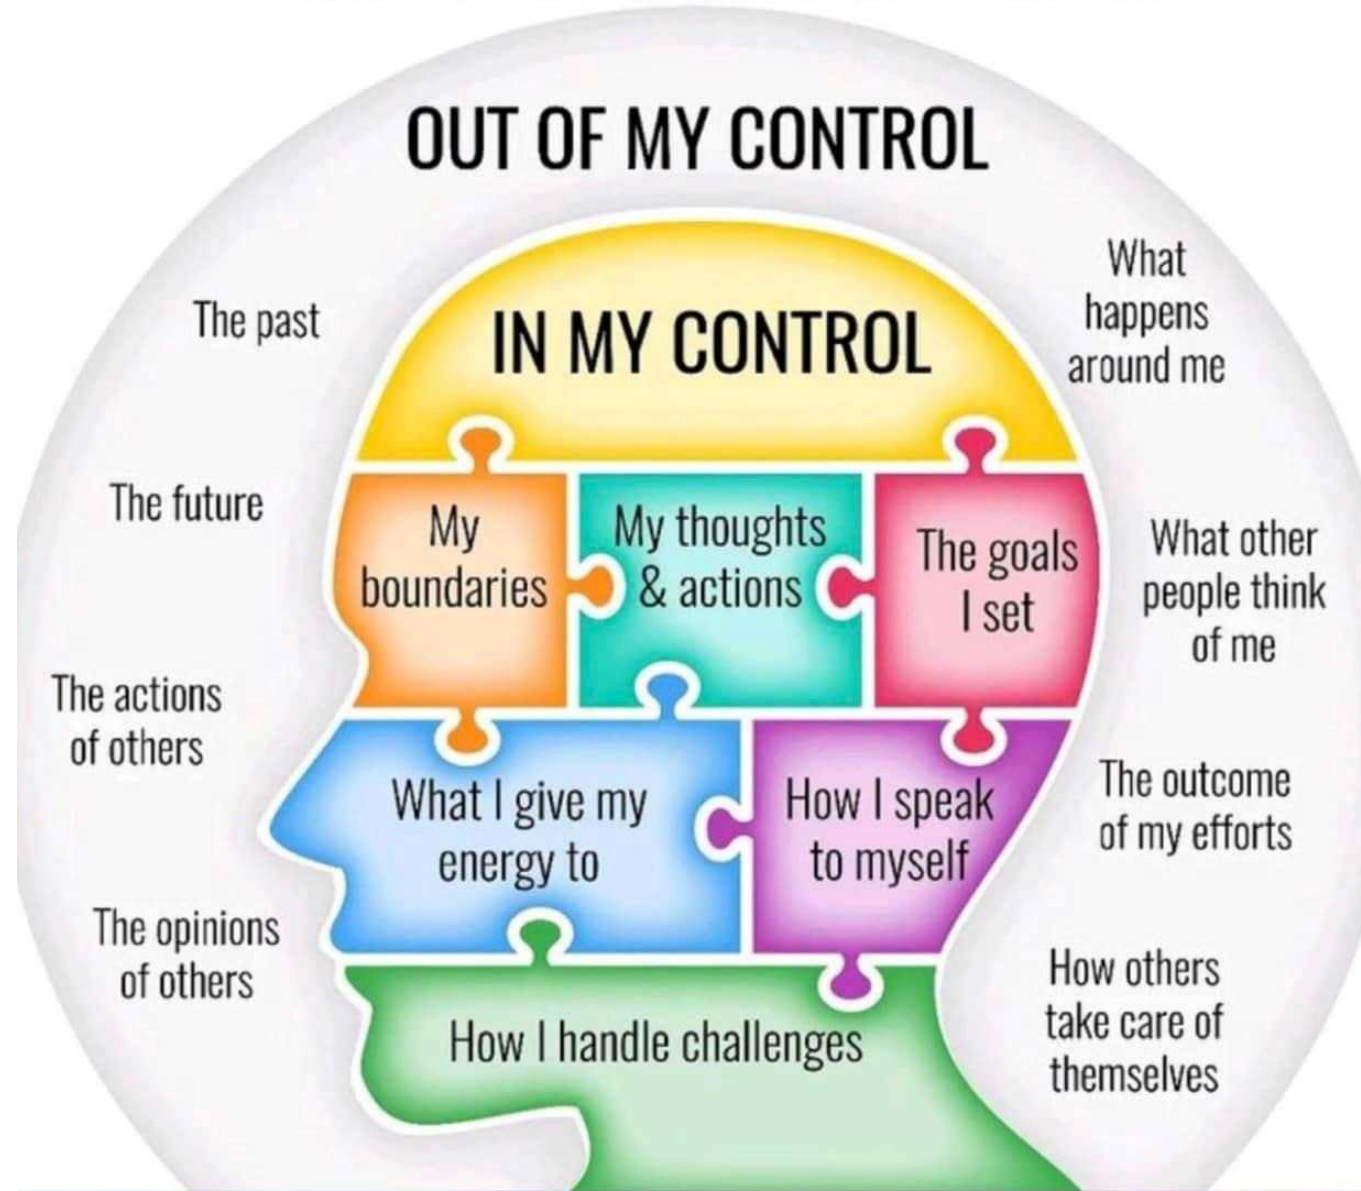 OUT OF MY CONTROL
IN MY CONTROL
The past
The future
The actions
of others
The opinions
of others
My
boundaries
My thoughts
& actions
The goals
I set
What I give my
energy to
How I speak
to myself
How I handle challenges
What
happens
around me
What other
people think
of me
The outcome
of my efforts
How others
take care of
themselves